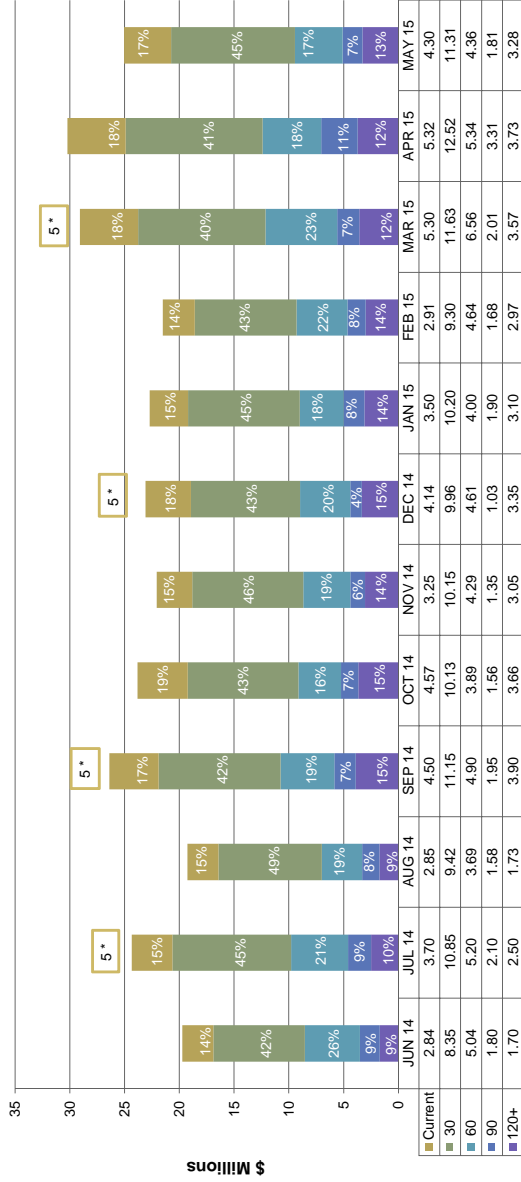 $ Millions
35
30
25
20
15
10
5
0
5 *
5 *
5 *
5 *
14% 15% 15% 17% 19% 15% 18% 15% 14% 18% 18% 17%
42% 45% 49% 42% 43% 46% 43% 45% 43% 40% 41% 45%
26% 21% 19% 19% 16% 19% 20% 18% 22% 23% 18% 17%
9% 9% 8% 7% 7% 6% 4% 8% 8% 7% 11% 7%
9% 10% 9% 15% 15% 14% 15% 14% 14% 12% 12% 13%
JUN 14 JUL 14 AUG 14 SEP 14 OCT 14 NOV 14 DEC 14 JAN 15 FEB 15 MAR 15 APR 15 MAY 15
Current 2.84 3.70 2.85 4.50 4.57 3.25 4.14 3.50 2.91 5.30 5.32 4.30
30 8.35 10.85 9.42 11.15 10.13 10.15 9.96 10.20 9.30 11.63 12.52 11.31
60 5.04 5.20 3.69 4.90 3.89 4.29 4.61 4.00 4.64 6.56 5.34 4.36
90 1.80 2.10 1.58 1.95 1.56 1.35 1.03 1.90 1.68 2.01 3.31 1.81
120+ 1.70 2.50 1.73 3.90 3.66 3.05 3.35 3.10 2.97 3.57 3.73 3.28